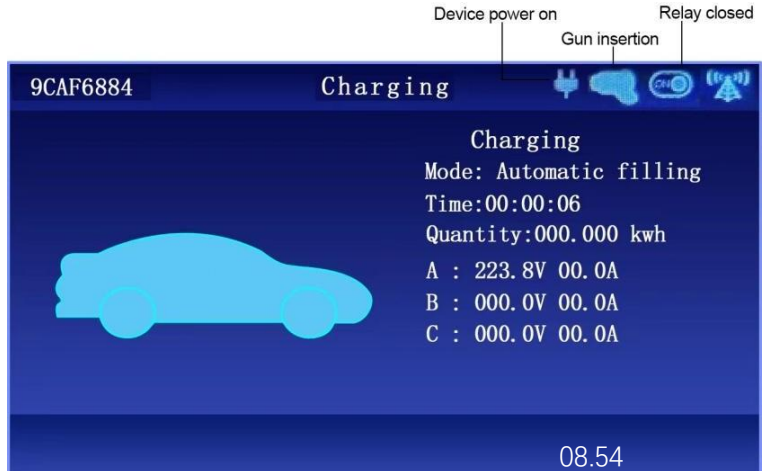 Device power on
Relay closed
Gun insertion
9CAF6884
Charging
ON
Charging
Mode: Automatic filling
Time:00:00:06
Quantity:000.000 kwh
A : 223.8V 00.0A
B : 000.0V 00.0A
C : 000.0V 00.0A
08.54